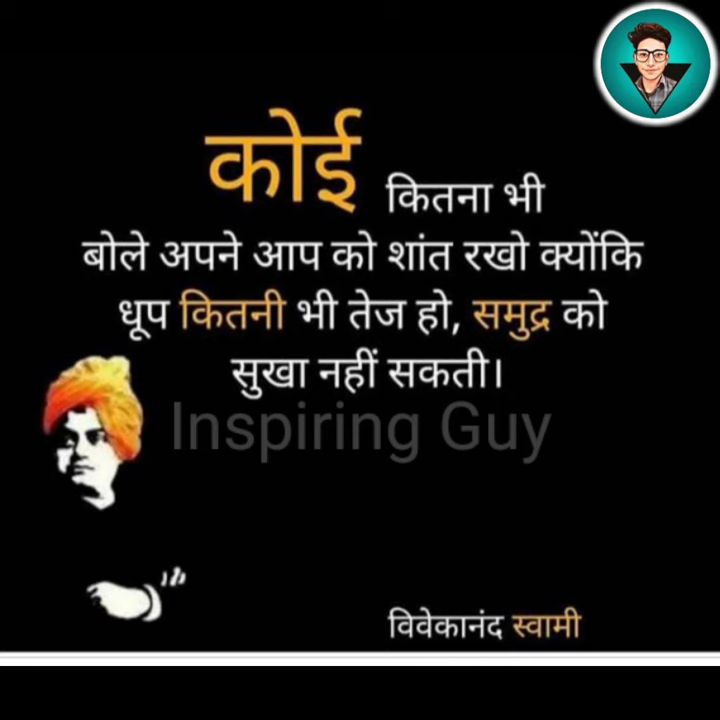 कोई कितना भी
बोले अपने आप को शांत रखो क्योंकि
धूप कितनी भी तेज हो, समुद्र को
सुखा नहीं सकती।
Inspiring Guy
विवेकानंद स्वामी